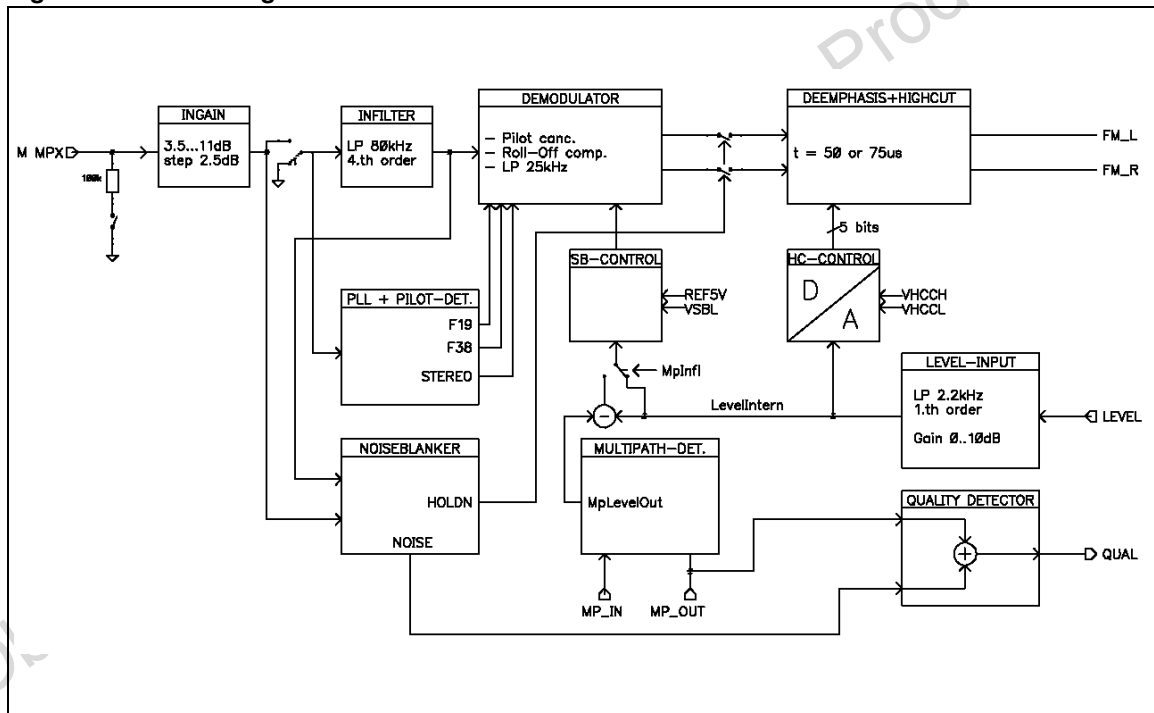 Prod
INGAIN
3.5...11dB
step 2.5dB
M MPX
100k
INFILTER
LP 80kHz
4.th order
DEMODULATOR
– Pilot canc.
– Roll-Off comp.
– LP 25kHz
DEEMPHASIS+HIGHCUT
t = 50 or 75us
FM_L
FM_R
5 bits
SB-CONTROL
REF5V
VSBL
HC-CONTROL
D
A
VHCCH
VHCCL
PLL + PILOT-DET.
F19
F38
STEREO
MpInfl
LevelIntern
LEVEL-INPUT
LP 2.2kHz
1.th order
Gain 0..10dB
LEVEL
NOISEBLANKER
HOLDN
NOISE
MULTIPATH-DET.
MpLevelOut
MP_IN
MP_OUT
QUALITY DETECTOR
QUAL